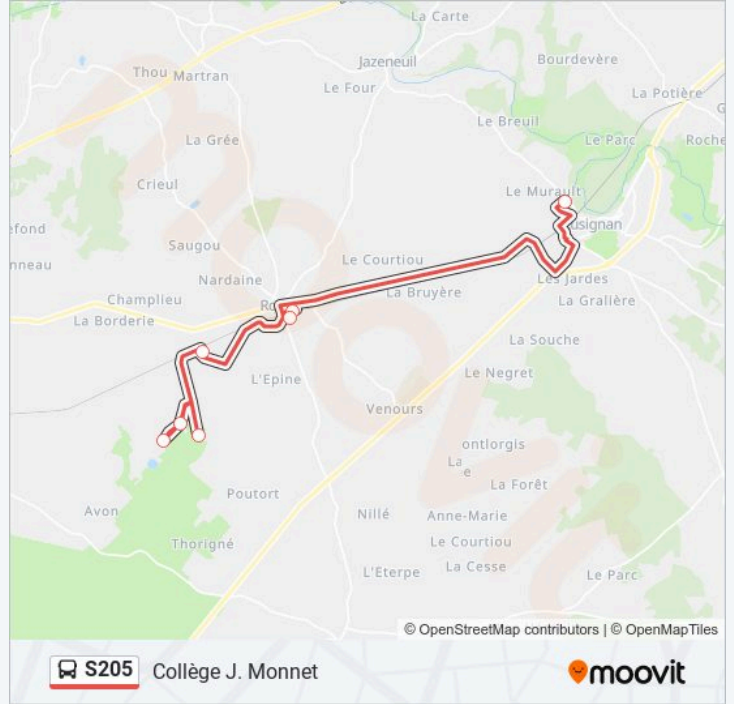 La Carte
Bourdevère
Jazeneuil
Thou
Martran
Le Four
La Potière
Le Breuil
La Grée
Le Parc
Roche
Crieul
Le Murault
efond
usignan
Saugou
nneau
Le Courtiou
Nardaine
Les Jardes
La Bruyère
Champlieu
La Gralière
La Borderie
La Souche
L'Epine
Le Negret
Venours
ontlorgis
La
e
La Forêt
Poutort
Avon
Nillé
Anne-Marie
Thorigné
Le Courtiou
La Cesse
L'Eterpe
Le Parc
© OpenStreetMap contributors | © OpenMapTiles
S205 Collège J. Monnet
moovit